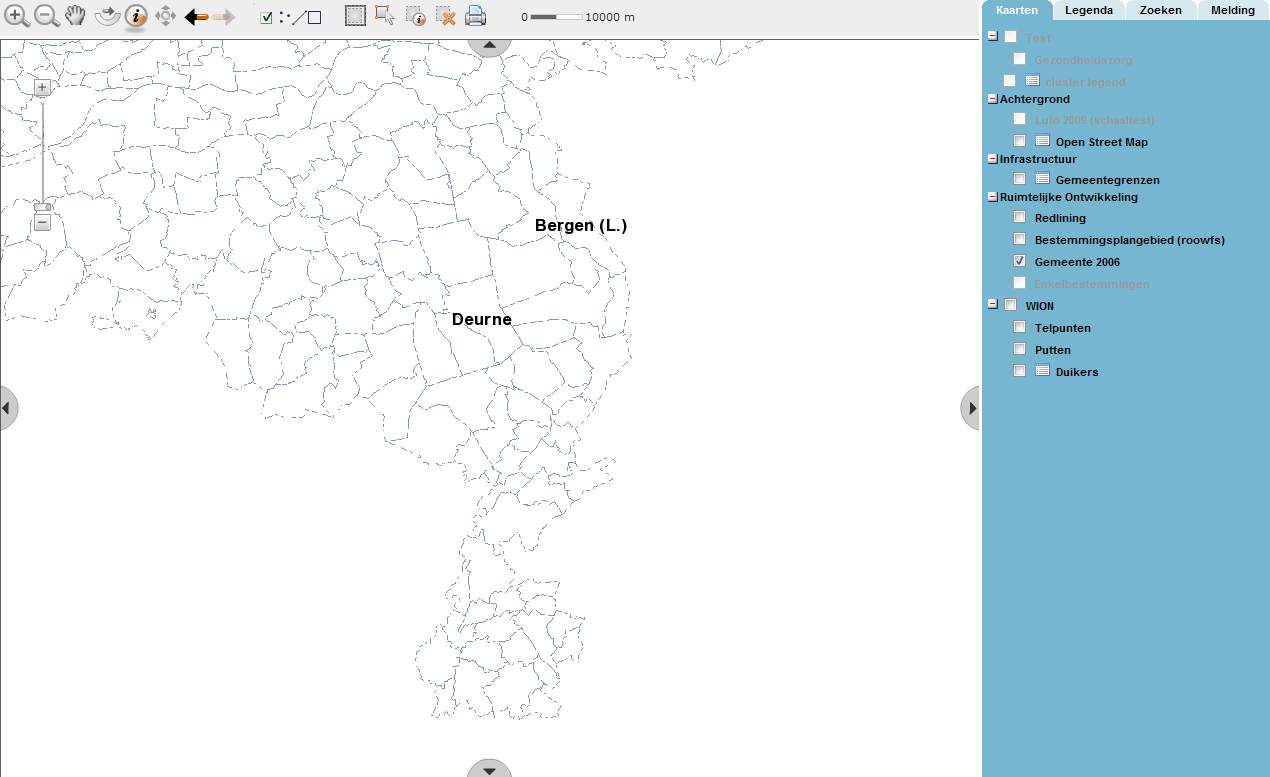 0 10000 m
Kaarten Legenda Zoeken Melding
Test
Gezondheidszorg
cluster legend
Achtergrond
Lufo 2009 (schaaltest)
Open Street Map
Infrastructuur
Gemeentegrenzen
Ruimtelijke Ontwikkeling
Redlining
Bestemmingsplangebied (roowfs)
Gemeente 2006
Enkelbestemmingen
WION
Telpunten
Putten
Duikers
Bergen (L.)
Deurne